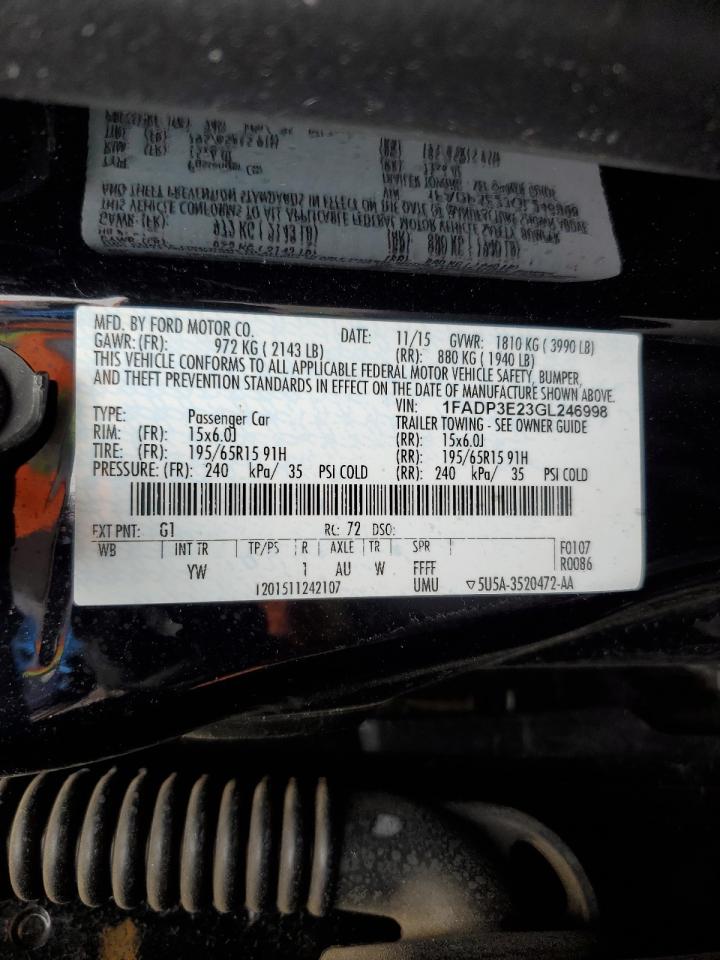 MFD. BY FORD MOTOR CO. DATE: 11/15 GVWR: 1810 KG ( 3990 LB)
GAWR: (FR): 972 KG ( 2143 LB) (RR): 880 KG ( 1940 LB)
THIS VEHICLE CONFORMS TO ALL APPLICABLE FEDERAL MOTOR VEHICLE SAFETY, BUMPER,
AND THEFT PREVENTION STANDARDS IN EFFECT ON THE DATE OF MANUFACTURE SHOWN ABOVE.
VIN: 1FADP3E23GL246998
TYPE: Passenger Car TRAILER TOWING - SEE OWNER GUIDE
RIM: (FR): 15x6.0J (RR): 15x6.0J
TIRE: (FR): 195/65R15 91H (RR): 195/65R15 91H
PRESSURE: (FR): 240 kPa/ 35 PSI COLD (RR): 240 kPa/ 35 PSI COLD
EXT PNT: G1 RC: 72 DSO:
WB INT TR TP/PS R AXLE TR SPR F0107
YW 1 AU W FFFF R0086
1201511242107 UMU ▽5U5A-3520472-AA